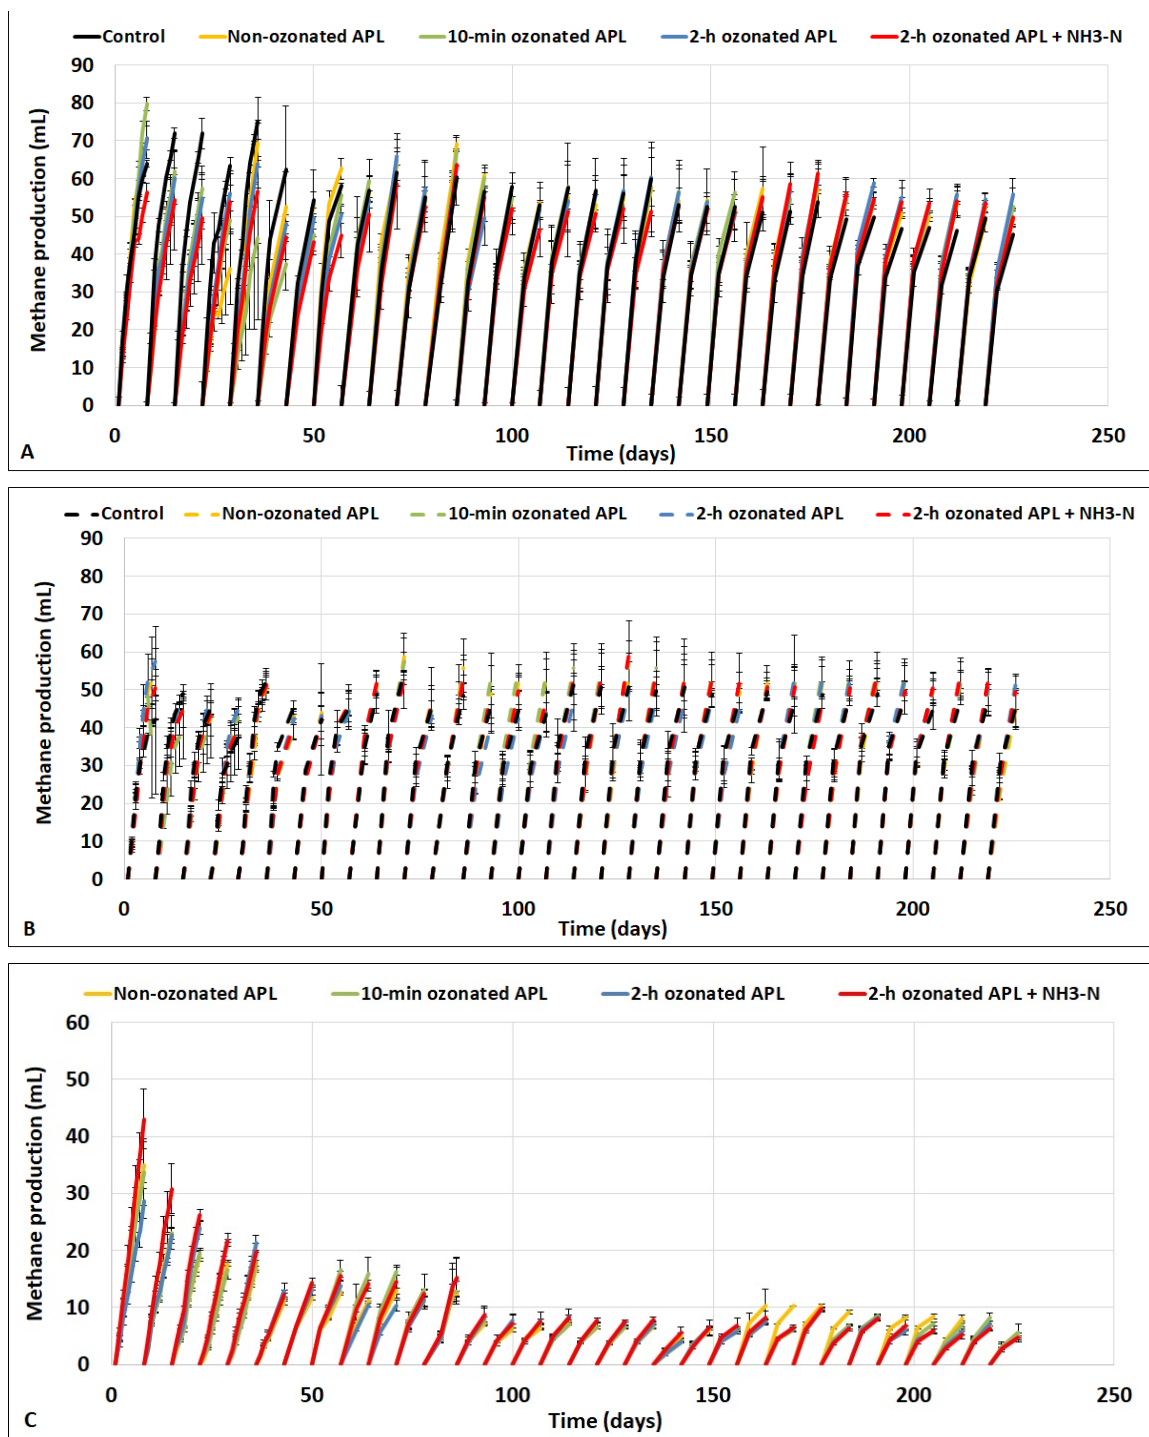 Control Non-ozonated APL 10-min ozonated APL 2-h ozonated APL 2-h ozonated APL + NH3-N
Methane production (mL)
90
80
70
60
50
40
30
20
10
0
0 50 100 150 200 250
A Time (days)
Control Non-ozonated APL 10-min ozonated APL 2-h ozonated APL 2-h ozonated APL + NH3-N
Methane production (mL)
90
80
70
60
50
40
30
20
10
0
0 50 100 150 200 250
B Time (days)
Non-ozonated APL 10-min ozonated APL 2-h ozonated APL 2-h ozonated APL + NH3-N
Methane production (mL)
60
50
40
30
20
10
0
0 50 100 150 200 250
C Time (days)